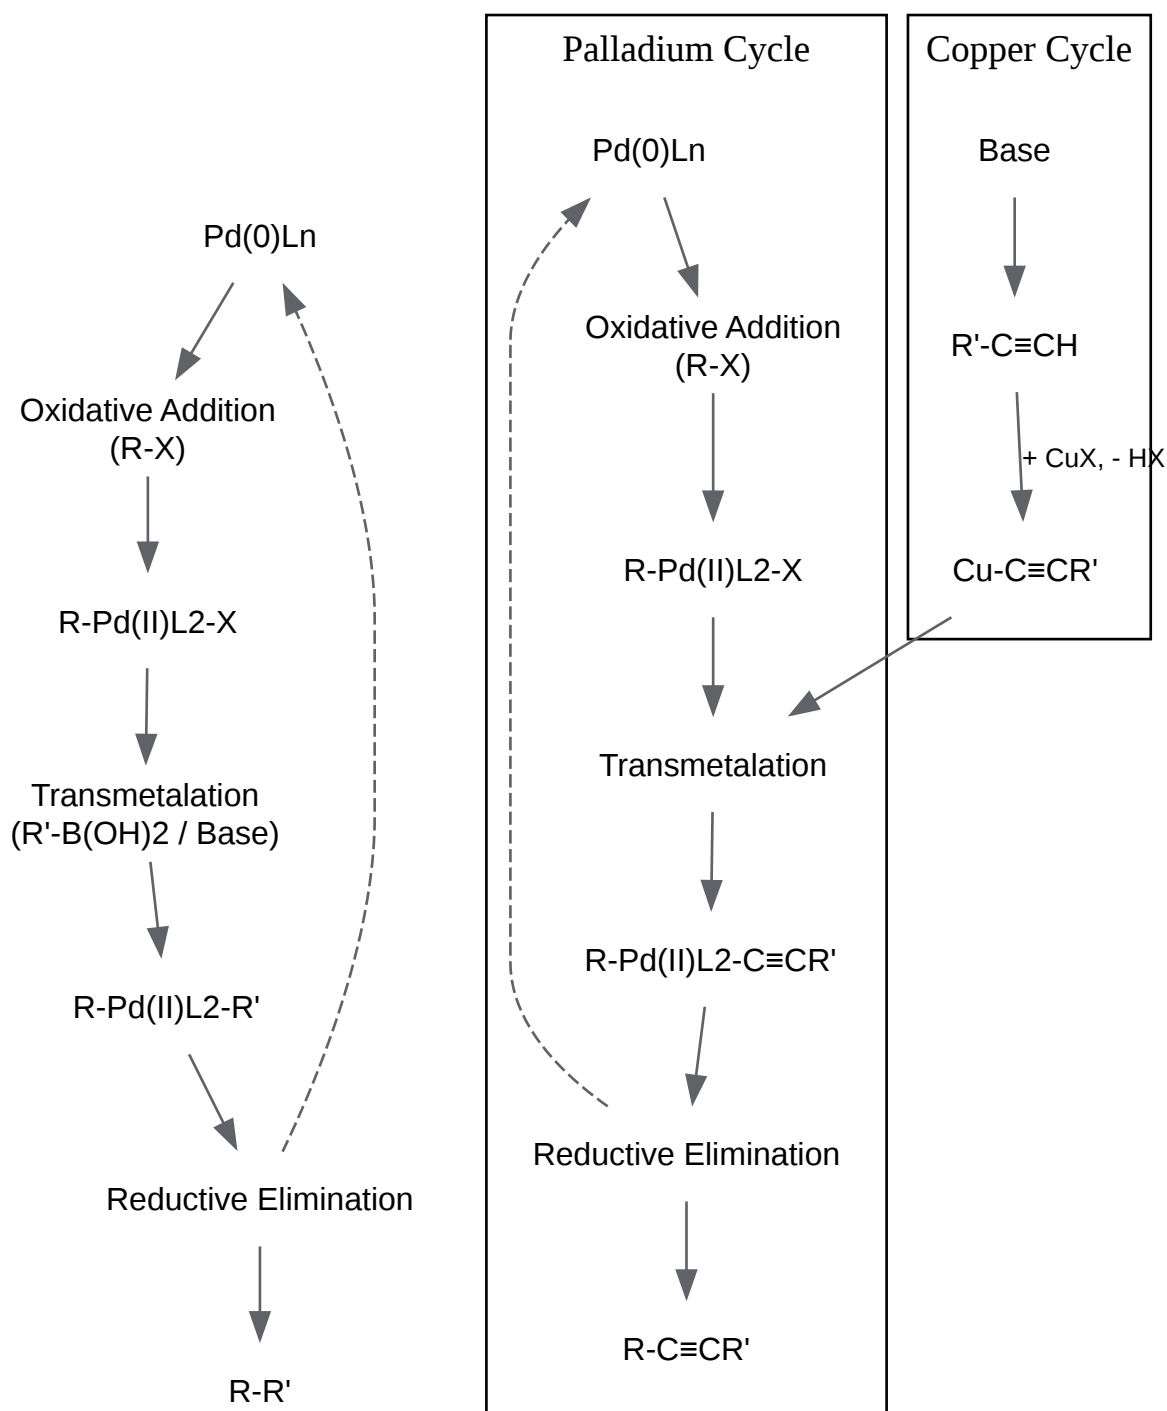 Pd(0)Ln
Oxidative Addition
(R-X)
R-Pd(II)L2-X
Transmetalation
(R'-B(OH)2 / Base)
R-Pd(II)L2-R'
Reductive Elimination
R-R'
Palladium Cycle
Pd(0)Ln
Oxidative Addition
(R-X)
R-Pd(II)L2-X
Transmetalation
R-Pd(II)L2-C≡CR'
Reductive Elimination
R-C≡CR'
Copper Cycle
Base
R'-C≡CH
+ CuX, - HX
Cu-C≡CR'